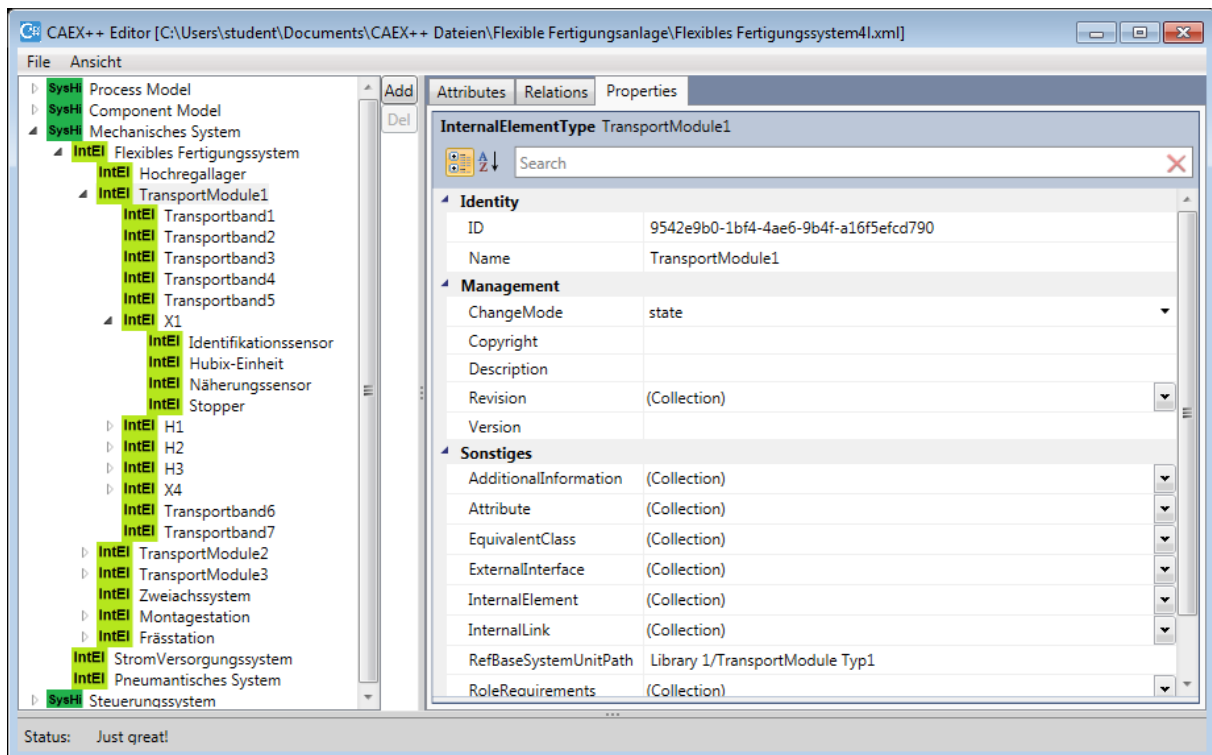 CAEX++ Editor [C:\Users\student\Documents\CAEX++ Dateien\Flexible Fertigungsanlage\Flexibles Fertigungssystem4I.xml]
File Ansicht
SysHi Process Model
SysHi Component Model
SysHi Mechanisches System
IntEl Flexibles Fertigungssystem
IntEl Hochregallager
IntEl TransportModule1
IntEl Transportband1
IntEl Transportband2
IntEl Transportband3
IntEl Transportband4
IntEl Transportband5
IntEl X1
IntEl Identifikationssensor
IntEl Hubix-Einheit
IntEl Näherungssensor
IntEl Stopper
IntEl H1
IntEl H2
IntEl H3
IntEl X4
IntEl Transportband6
IntEl Transportband7
IntEl TransportModule2
IntEl TransportModule3
IntEl Zweiachssystem
IntEl Montagestation
IntEl Frässtation
IntEl StromVersorgungssystem
IntEl Pneumantisches System
SysHi Steuerungssystem
Add
Del
Attributes Relations Properties
InternalElementType TransportModule1
Search
Identity
ID 9542e9b0-1bf4-4ae6-9b4f-a16f5efcd790
Name TransportModule1
Management
ChangeMode state
Copyright
Description
Revision (Collection)
Version
Sonstiges
AdditionalInformation (Collection)
Attribute (Collection)
EquivalentClass (Collection)
ExternalInterface (Collection)
InternalElement (Collection)
InternalLink (Collection)
RefBaseSystemUnitPath Library 1/TransportModule Typ1
RoleRequirements (Collection)
Status: Just great!